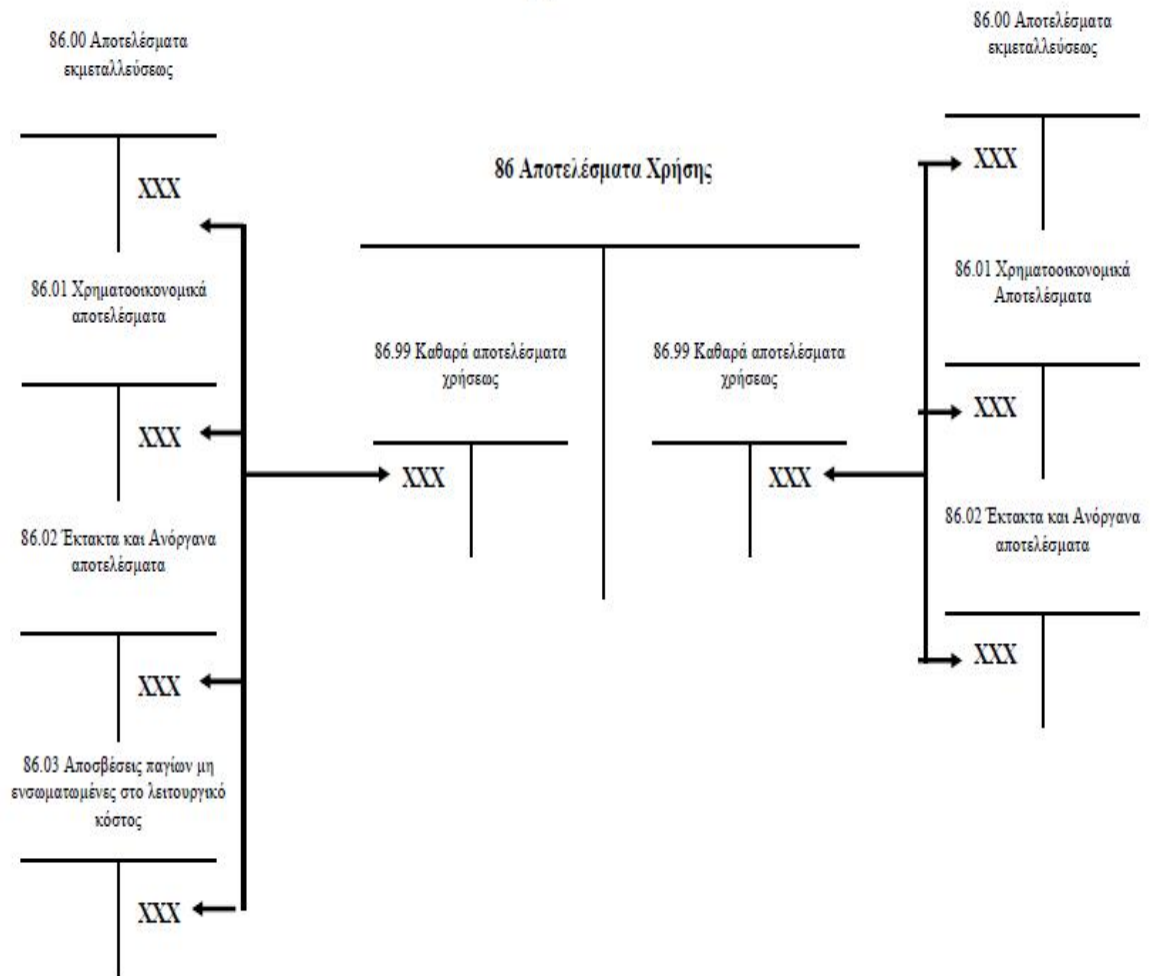 86.00 Αποτελέσματα
εκμεταλλεύσεως
XXX
86.01 Χρηματοοικονομικά
αποτελέσματα
XXX
86.02 Έκτακτα και Ανόργανα
αποτελέσματα
XXX
86.03 Αποσβέσεις παγίων μη
ενσωματωμένες στο λειτουργικό
κόστος
XXX
86 Αποτελέσματα Χρήσης
86.99 Καθαρά αποτελέσματα
χρήσεως
XXX
86.99 Καθαρά αποτελέσματα
χρήσεως
XXX
86.00 Αποτελέσματα
εκμεταλλεύσεως
XXX
86.01 Χρηματοοικονομικά
Αποτελέσματα
XXX
86.02 Έκτακτα και Ανόργανα
αποτελέσματα
XXX